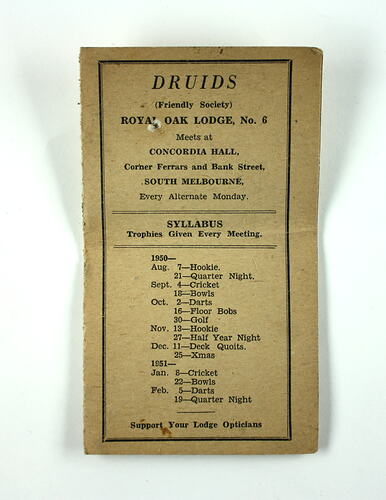 DRUIDS
(Friendly Society)
ROYAL OAK LODGE, No. 6
Meets at
CONCORDIA HALL,
Corner Ferrars and Bank Street,
SOUTH MELBOURNE,
Every Alternate Monday.
SYLLABUS
Trophies Given Every Meeting.
1950—
Aug. 7—Hookie.
21—Quarter Night.
Sept. 4—Cricket
18—Bowls
Oct. 2—Darts
16—Floor Bobs
30—Golf
Nov. 13—Hookie
27—Half Year Night
Dec. 11—Deck Quoits.
25—Xmas
1951—
Jan. 8—Cricket
22—Bowls
Feb. 5—Darts
19—Quarter Night
Support Your Lodge Opticians